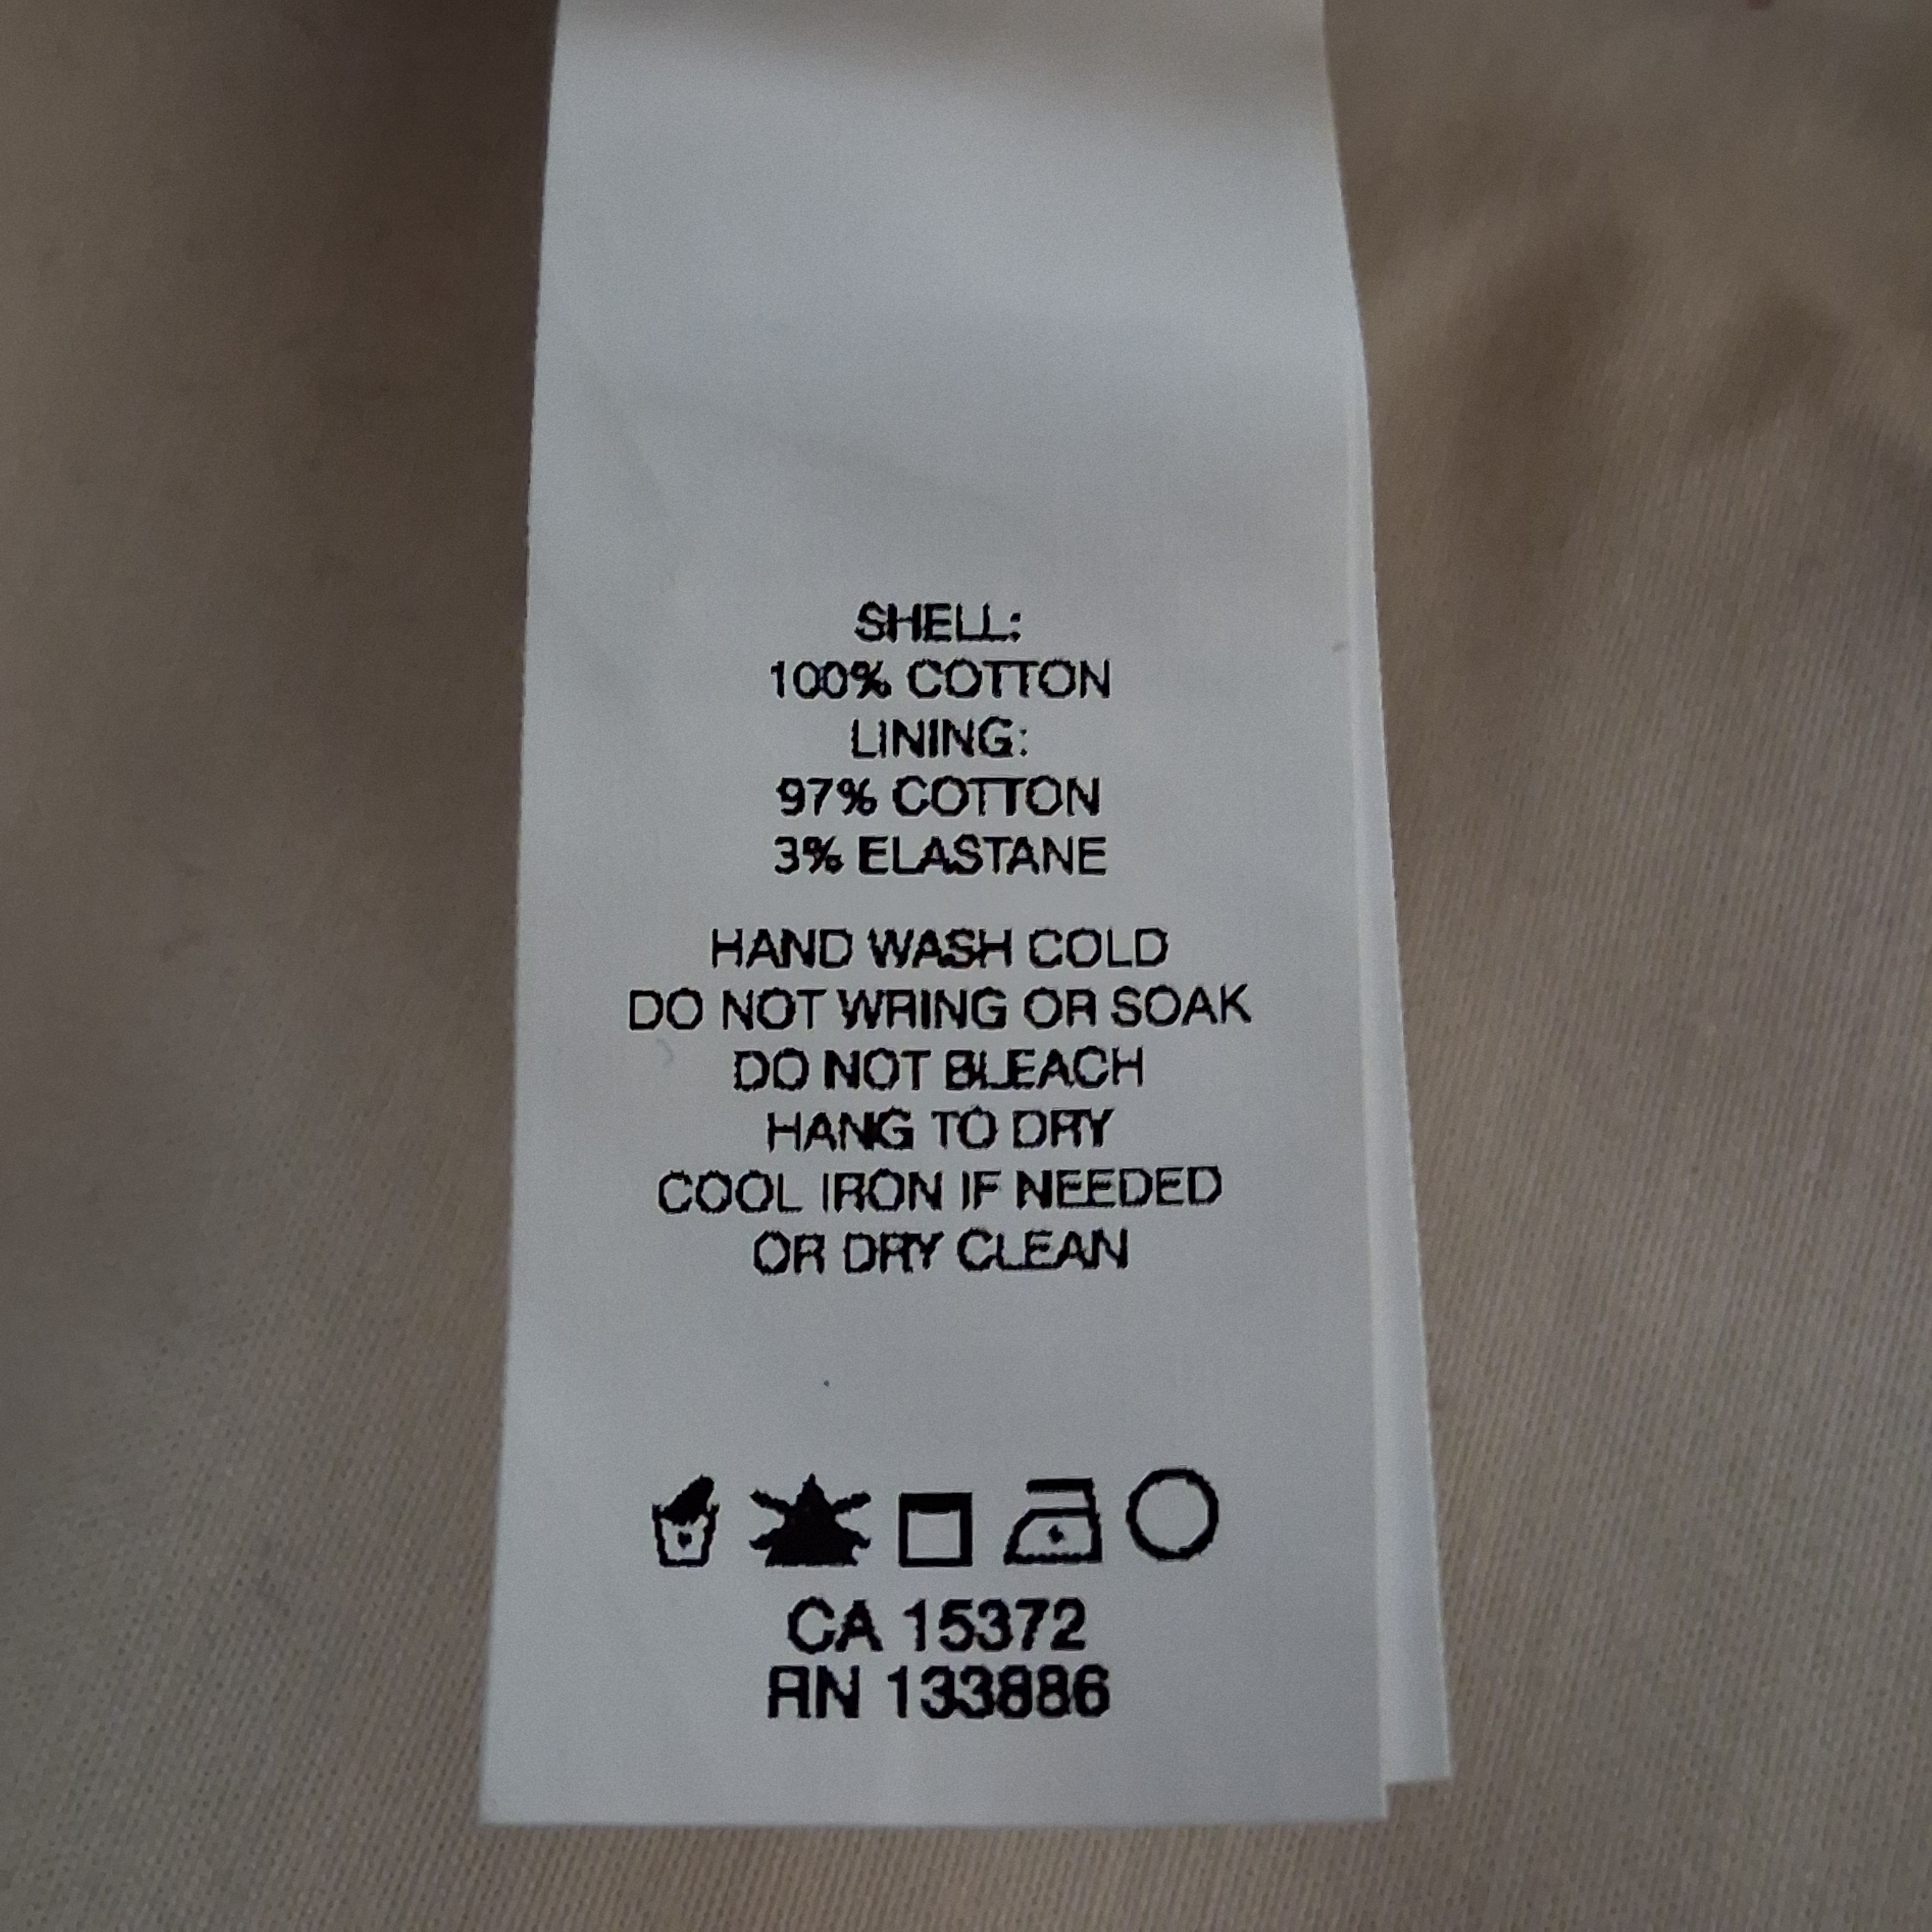 SHELL:
100% COTTON
LINING:
97% COTTON
3% ELASTANE
HAND WASH COLD
DO NOT WRING OR SOAK
DO NOT BLEACH
HANG TO DRY
COOL IRON IF NEEDED
OR DRY CLEAN
CA 15372
RN 133886